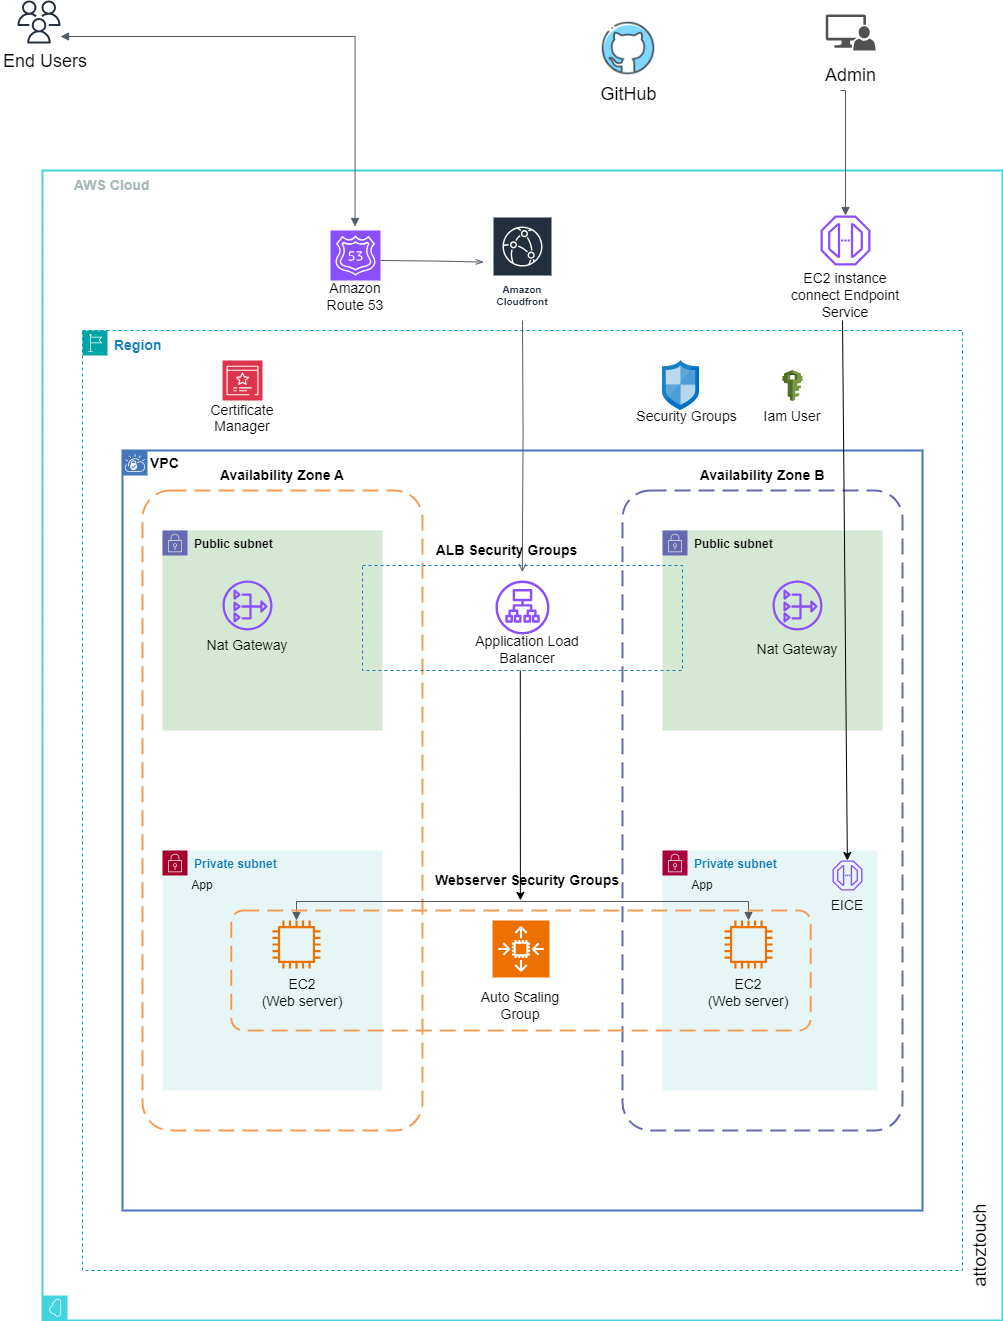 End Users
GitHub
Admin
AWS Cloud
53
Amazon
Route 53
Amazon
Cloudfront
EC2 instance
connect Endpoint
Service
Region
Certificate
Manager
Security Groups
Iam User
VPC
Availability Zone A
Availability Zone B
Public subnet
ALB Security Groups
Public subnet
Nat Gateway
Application Load
Balancer
Nat Gateway
Private subnet
App
Webserver Security Groups
Private subnet
App
EICE
EC2
(Web server)
Auto Scaling
Group
EC2
(Web server)
attoztouch